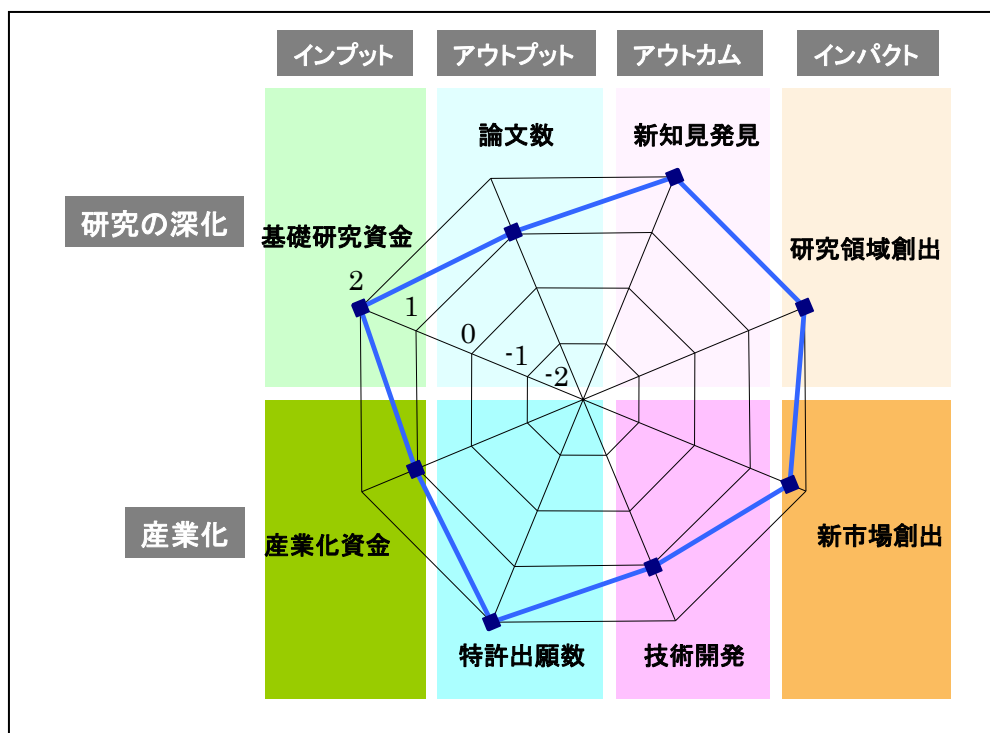 インプット
アウトプット
アウトカム
インパクト
論文数
新知見発見
研究の深化
基礎研究資金
研究領域創出
2
1
0
-1
-2
産業化
産業化資金
新市場創出
特許出願数
技術開発